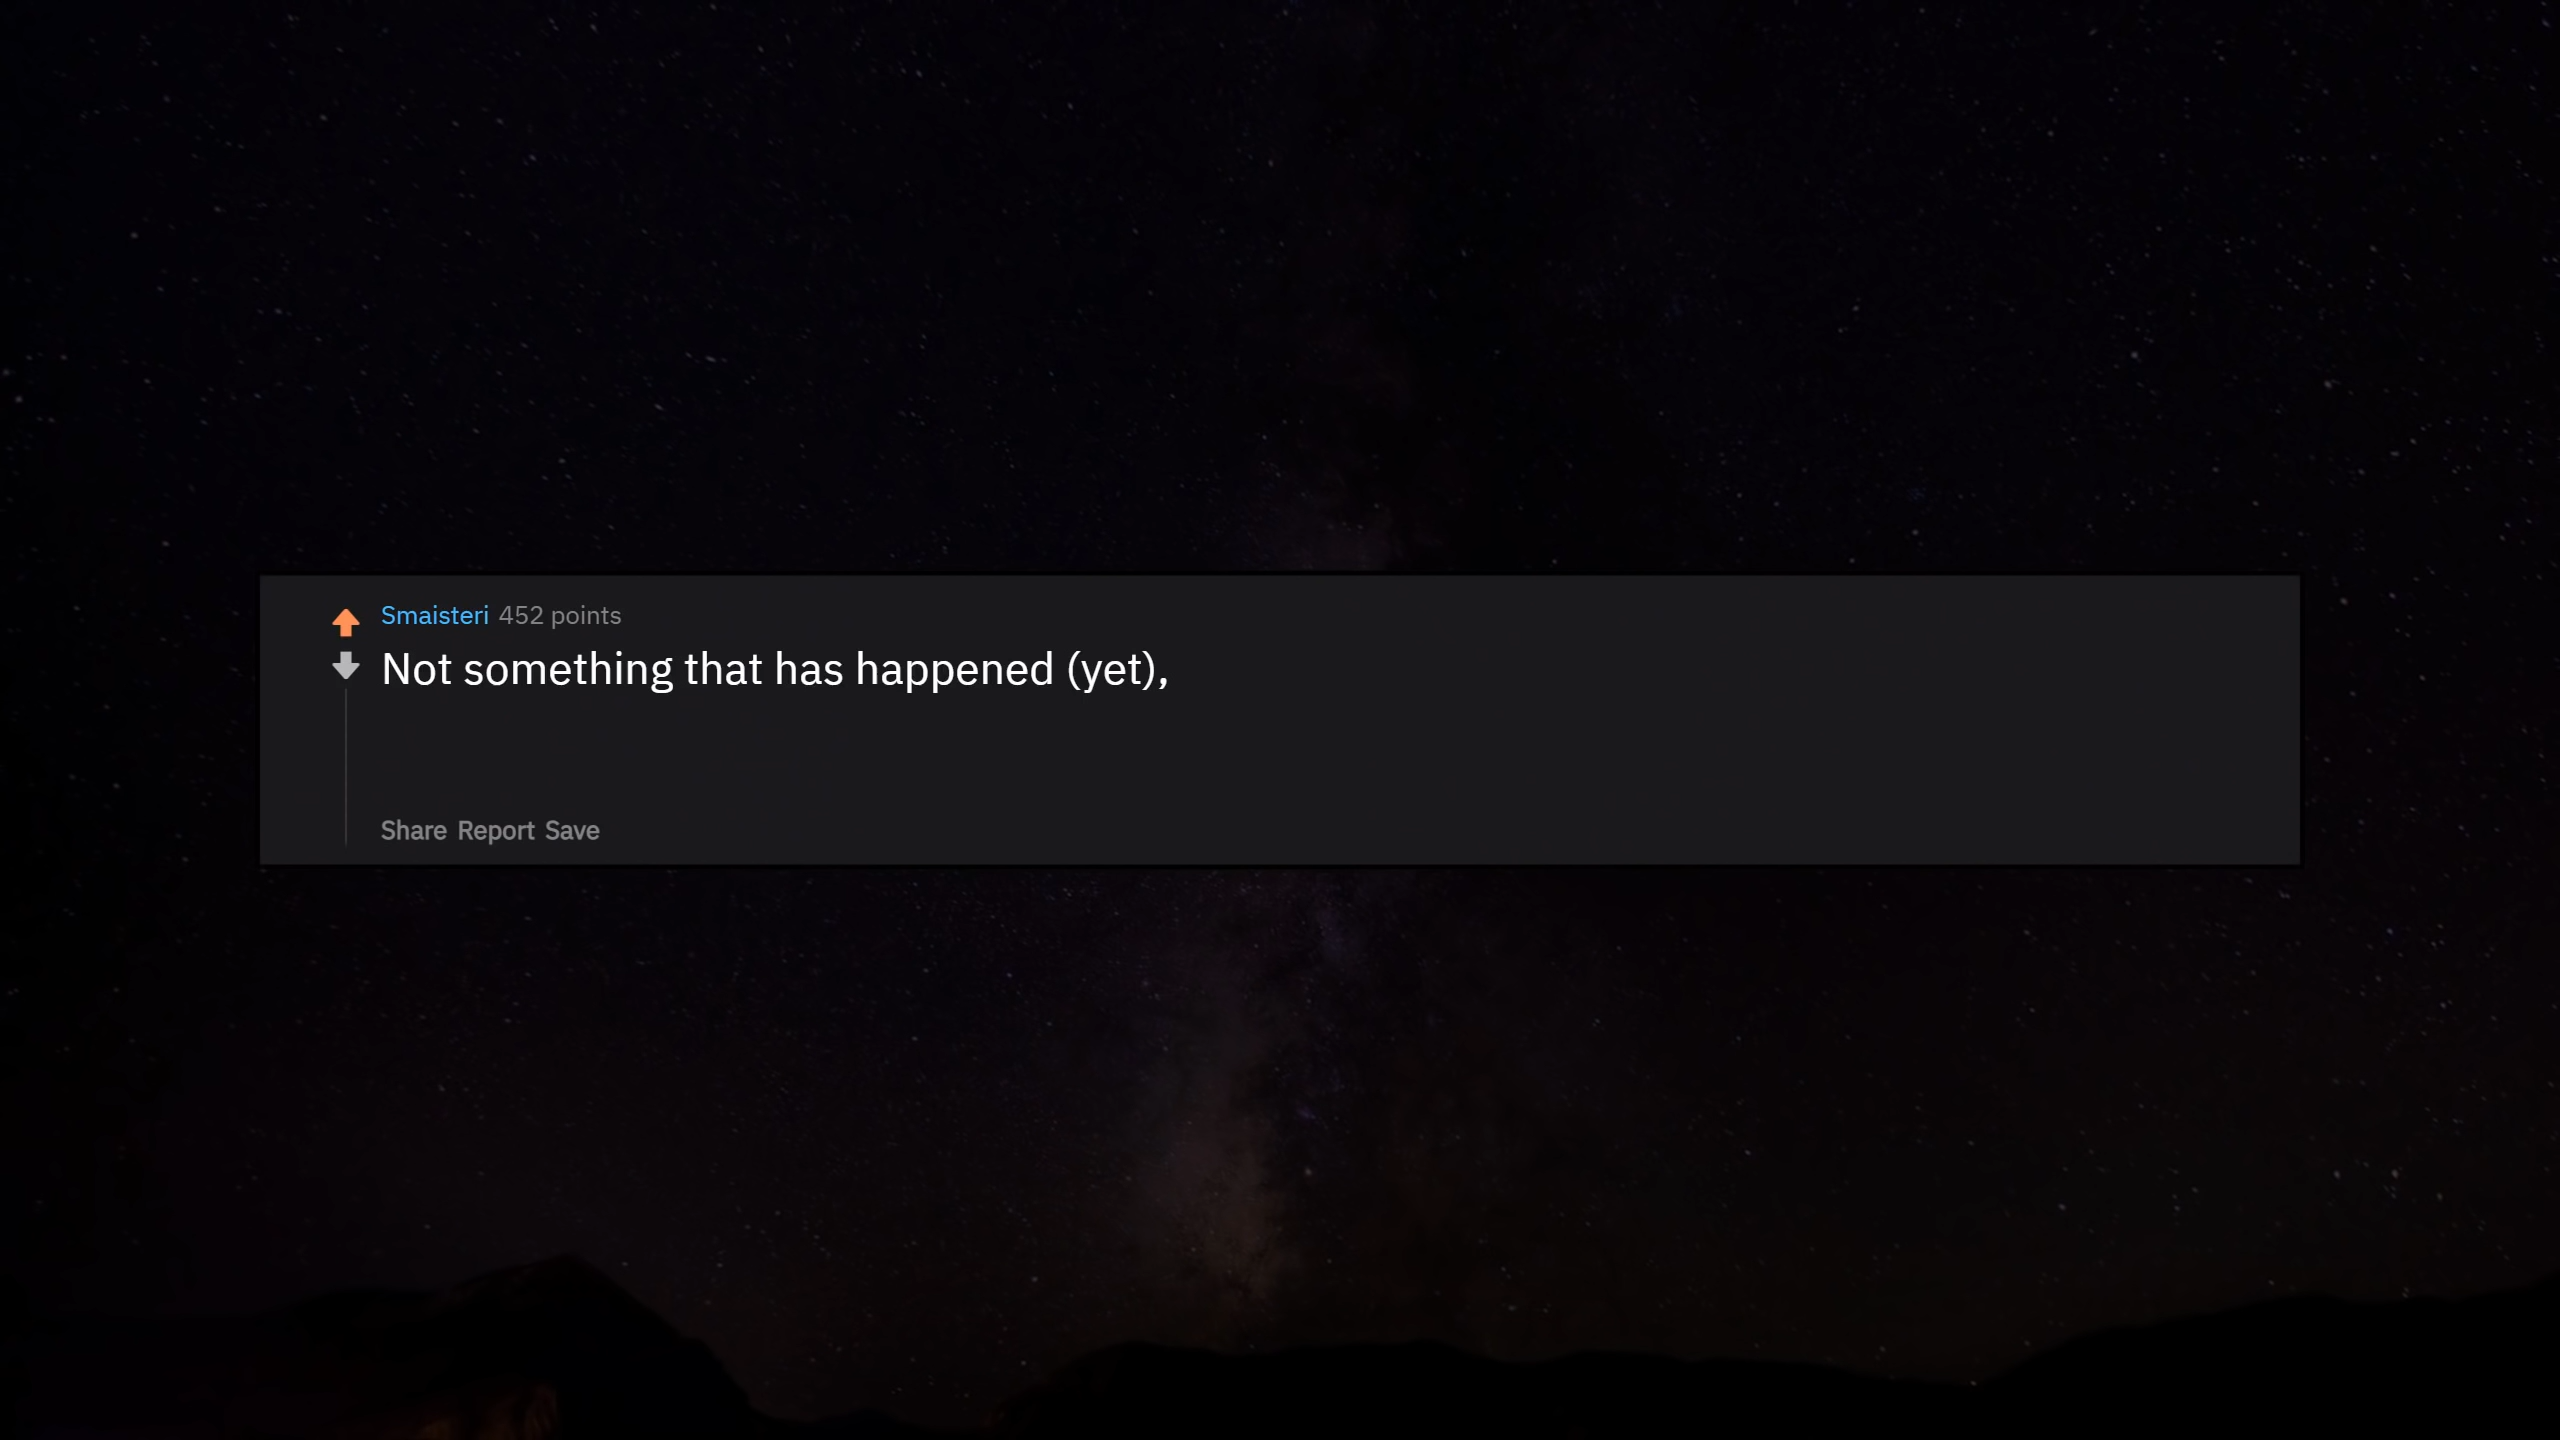 Smaisteri 452 points
Not something that has happened (yet),
Share Report Save